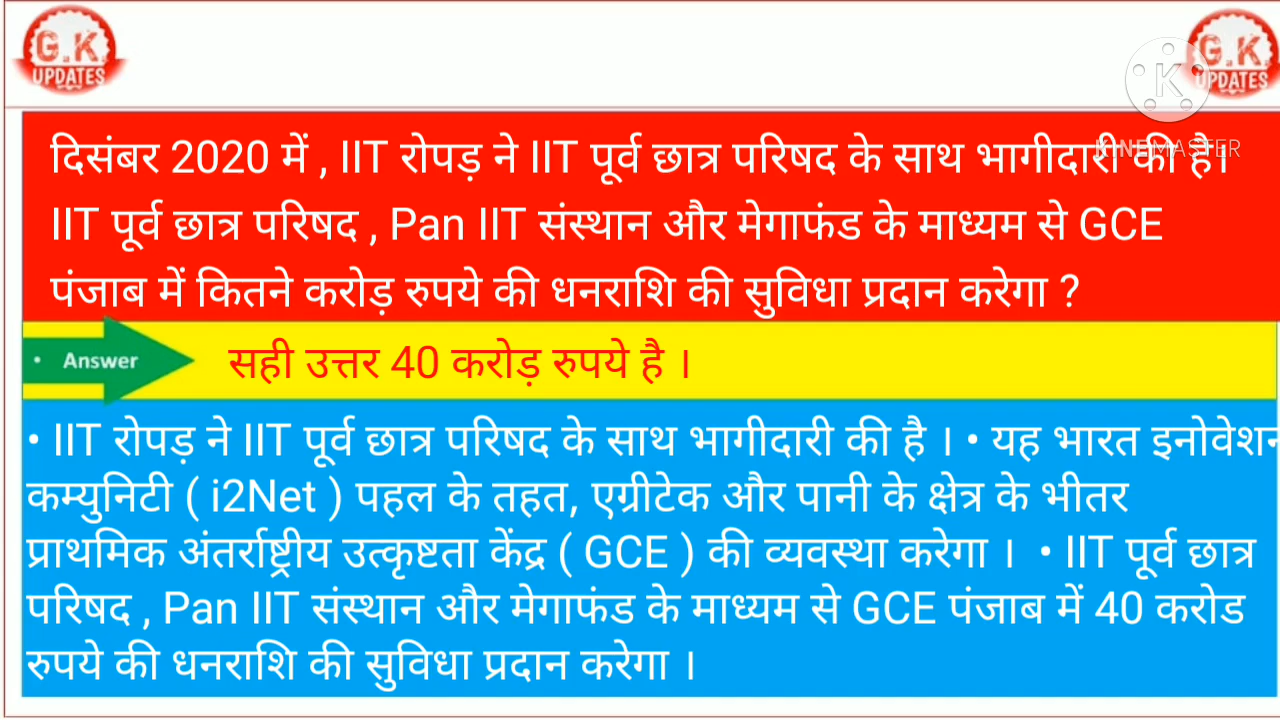 G.K.
UPDATES
G.K.
UPDATES
K
KINEMASTER
दिसंबर 2020 में , IIT रोपड़ ने IIT पूर्व छात्र परिषद के साथ भागीदारी की है।
IIT पूर्व छात्र परिषद , Pan IIT संस्थान और मेगाफंड के माध्यम से GCE
पंजाब में कितने करोड़ रुपये की धनराशि की सुविधा प्रदान करेगा ?
• Answer
सही उत्तर 40 करोड़ रुपये है ।
• IIT रोपड़ ने IIT पूर्व छात्र परिषद के साथ भागीदारी की है । • यह भारत इनोवेशन
कम्युनिटी ( i2Net ) पहल के तहत, एग्रीटेक और पानी के क्षेत्र के भीतर
प्राथमिक अंतर्राष्ट्रीय उत्कृष्टता केंद्र ( GCE ) की व्यवस्था करेगा । • IIT पूर्व छात्र
परिषद , Pan IIT संस्थान और मेगाफंड के माध्यम से GCE पंजाब में 40 करोड
रुपये की धनराशि की सुविधा प्रदान करेगा ।